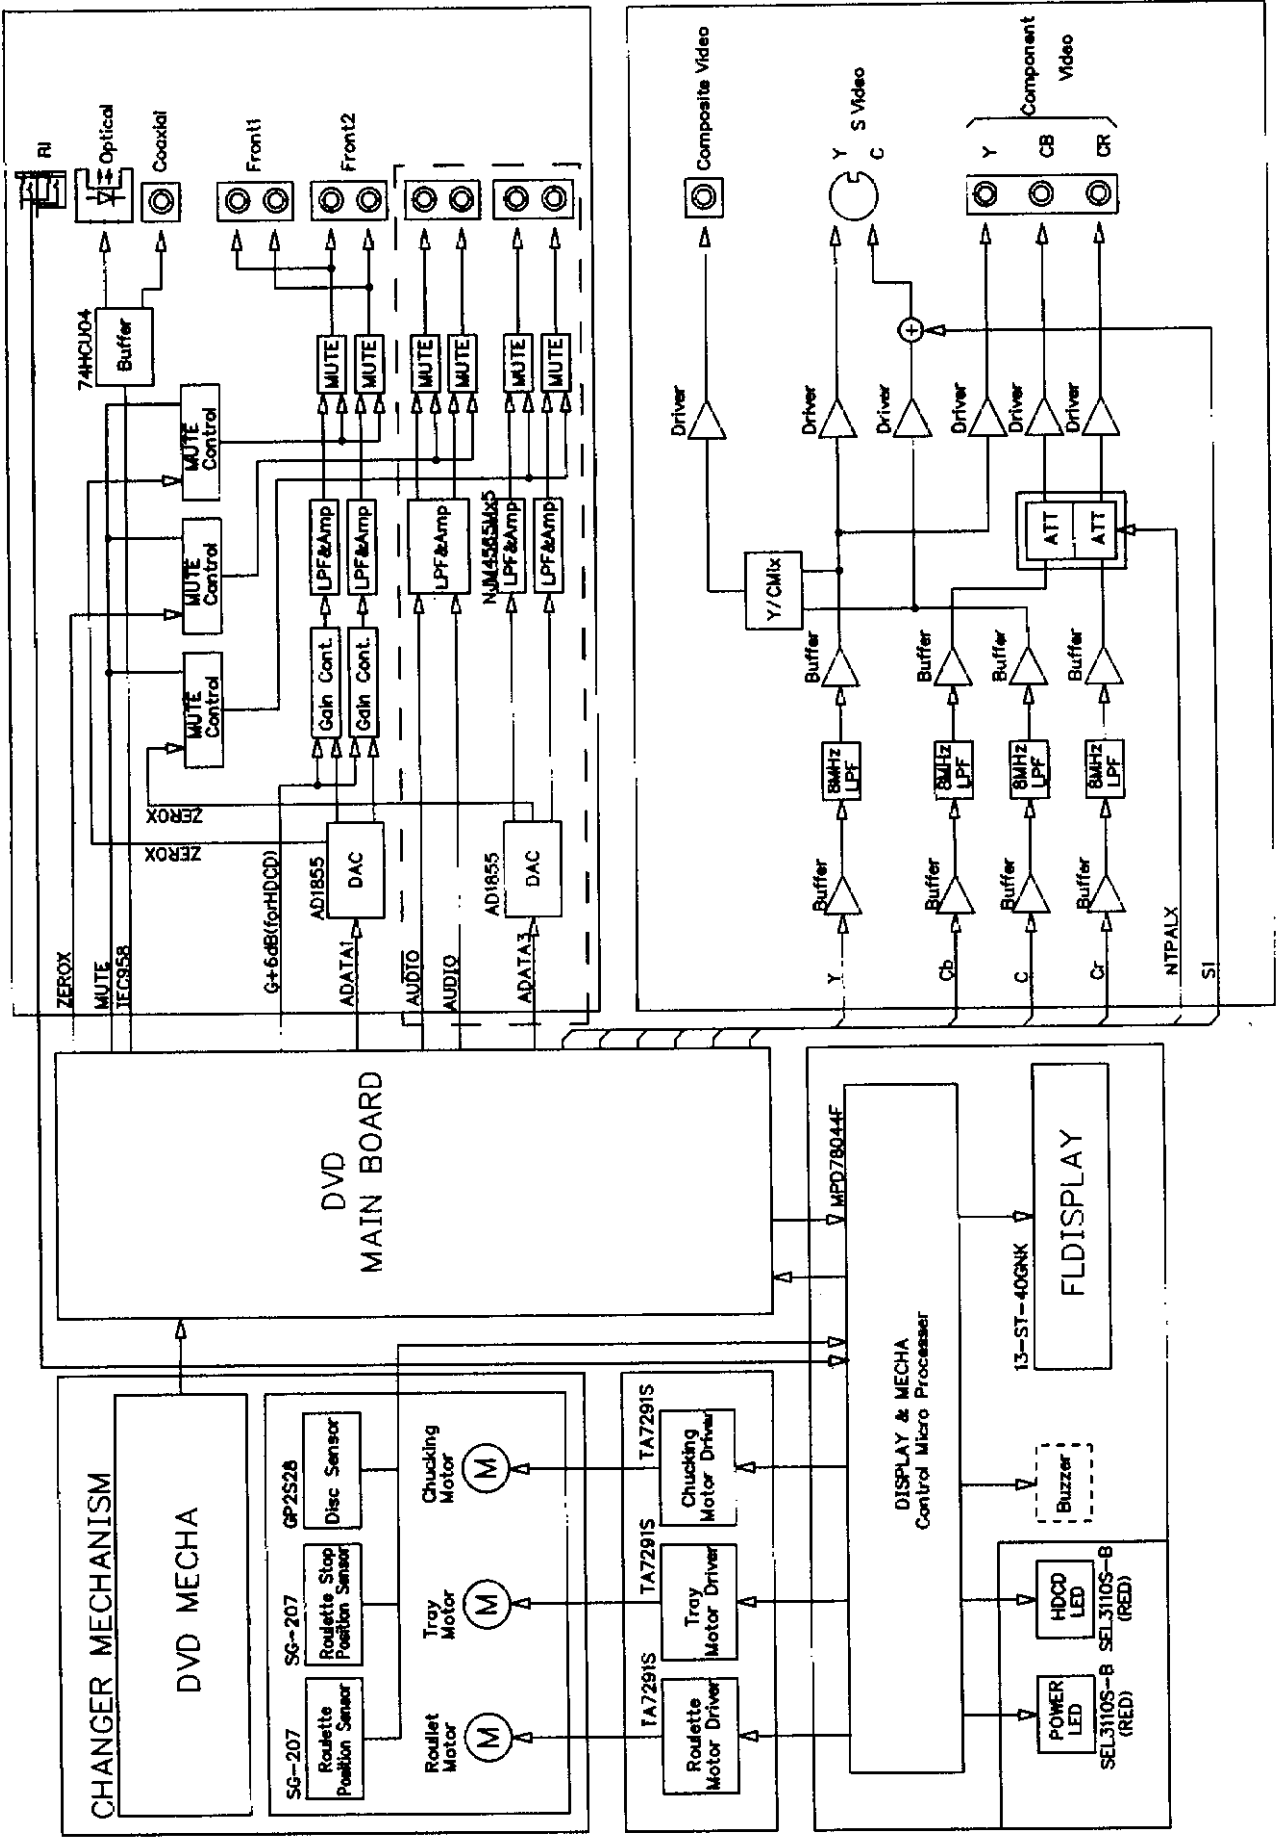 CHANGER MECHANISM
DVD MECHA
SG-207
Roulette
Position Sensor
SG-207
Roulette Stop
Position Sensor
GP2S28
Disc Sensor
Roullet
Motor
M
Tray
Motor
M
Chucking
Motor
M
TA7291S
Roulette
Motor Driver
TA7291S
Tray
Motor Driver
TA7291S
Chucking
Motor Driver
DISPLAY & MECHA
Control Micro Processer
MPD78044F
POWER
LED
SEL3110S-B
(RED)
HDCD
LED
SEL3110S-B
(RED)
Buzzer
13-ST-40GNK
FLDISPLAY
DVD
MAIN BOARD
ZEROX
MUTE
IEC958
G+6dB(forHDCD)
ADATA1
AUDIO
AUDIO
ADATA3
ZEROX
ZEROX
AD1855
DAC
AD1855
DAC
MUTE
Control
MUTE
Control
MUTE
Control
Gain Cont.
Gain Cont.
LPF&Amp
LPF&Amp
LPF&Amp
NJM4565Mx5
LPF&Amp
LPF&Amp
MUTE
MUTE
MUTE
MUTE
MUTE
MUTE
74HCU04
Buffer
RI
Optical
Coaxial
Front1
Front2
Y
Cb
C
Cr
NTPALX
S1
Buffer
Buffer
Buffer
Buffer
8MHz
LPF
8MHz
LPF
8MHz
LPF
8MHz
LPF
Buffer
Buffer
Buffer
Buffer
Y/CMix
ATT
ATT
Driver
Driver
Driver
Driver
Driver
Driver
Composite Video
Y
C
S Video
Y
CB
CR
Component
Video